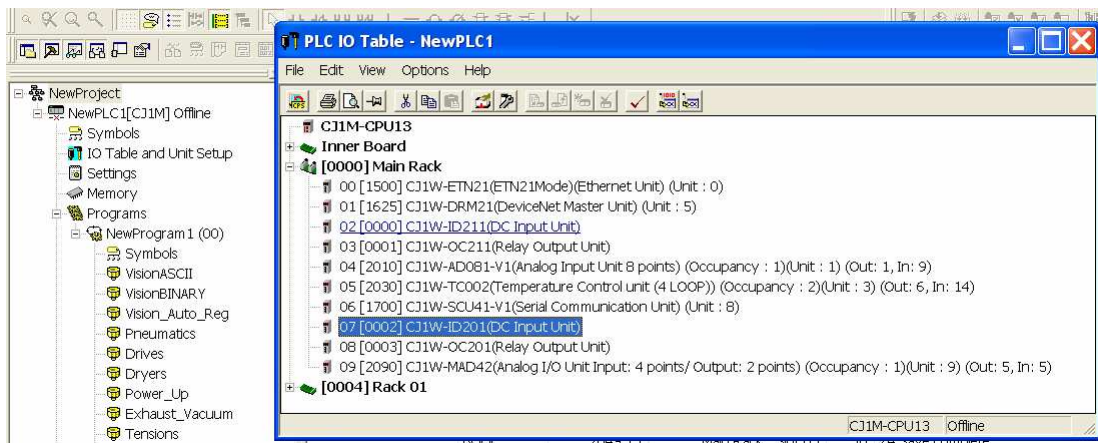 PLC IO Table - NewPLC1
File Edit View Options Help
NewProject
NewPLC1[CJ1M] Offline
Symbols
IO Table and Unit Setup
Settings
Memory
Programs
NewProgram1 (00)
Symbols
VisionASCII
VisionBINARY
Vision_Auto_Reg
Pneumatics
Drives
Dryers
Power_Up
Exhaust_Vacuum
Tensions
CJ1M-CPU13
Inner Board
[0000] Main Rack
00 [1500] CJ1W-ETN21(ETN21Mode)(Ethernet Unit) (Unit : 0)
01 [1625] CJ1W-DRM21(DeviceNet Master Unit) (Unit : 5)
02 [0000] CJ1W-ID211(DC Input Unit)
03 [0001] CJ1W-OC211(Relay Output Unit)
04 [2010] CJ1W-AD081-V1(Analog Input Unit 8 points) (Occupancy : 1)(Unit : 1) (Out: 1, In: 9)
05 [2030] CJ1W-TC002(Temperature Control unit (4 LOOP)) (Occupancy : 2)(Unit : 3) (Out: 6, In: 14)
06 [1700] CJ1W-SCU41-V1(Serial Communication Unit) (Unit : 8)
07 [0002] CJ1W-ID201(DC Input Unit)
08 [0003] CJ1W-OC201(Relay Output Unit)
09 [2090] CJ1W-MAD42(Analog I/O Unit Input: 4 points/ Output: 2 points) (Occupancy : 1)(Unit : 9) (Out: 5, In: 5)
[0004] Rack 01
CJ1M-CPU13 Offline